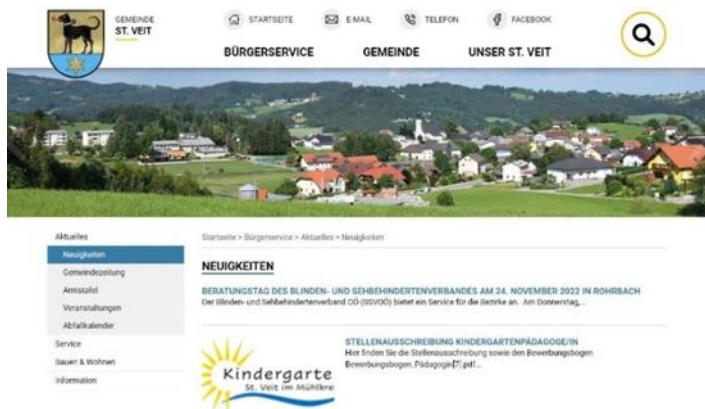 GEMEINDE
ST. VEIT
STARTSEITE
E-MAIL
TELEFON
FACEBOOK
BÜRGERSERVICE
GEMEINDE
UNSER ST. VEIT
Aktuelles
Neuigkeiten
Gemeindezeitung
Amtstafel
Veranstaltungen
Abfallkalender
Service
Bauen & Wohnen
Information
Startseite > Bürgerservice > Aktuelles > Neuigkeiten
NEUIGKEITEN
BERATUNGSTAG DES BLINDEN- UND SEHBEHINDERTENVERBANDES AM 24. NOVEMBER 2022 IN ROHRBACH
Der Blinden- und Sehbehindertenverband OÖ (BSVOÖ) bietet ein Service für die Bezirke an. Am Donnerstag,...
STELLENAUSSCHREIBUNG KINDERGARTENPÄDAGOGE/IN
Hier finden Sie die Stellenausschreibung sowie den Bewerbungsbogen
Bewerbungsbogen_Pädagogin[7].pdf...
Kindergarte
St. Veit im Mühlkre